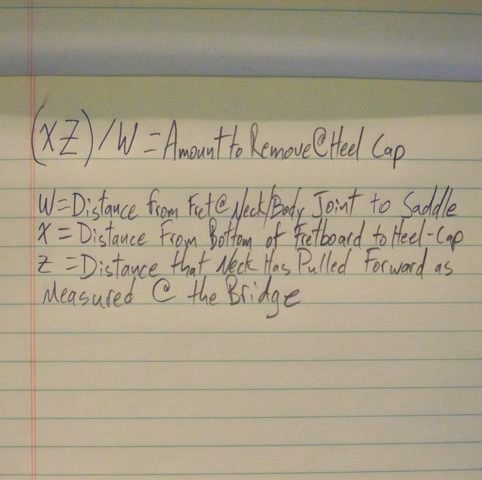 (XZ)/W=Amount to Remove@Heel Cap
W=Distance from Fret@Neck/Body Joint to Saddle
X=Distance From Bottom of Fretboard to Heel-Cap
Z=Distance that Neck Has Pulled Forward as
Measured @ the Bridge